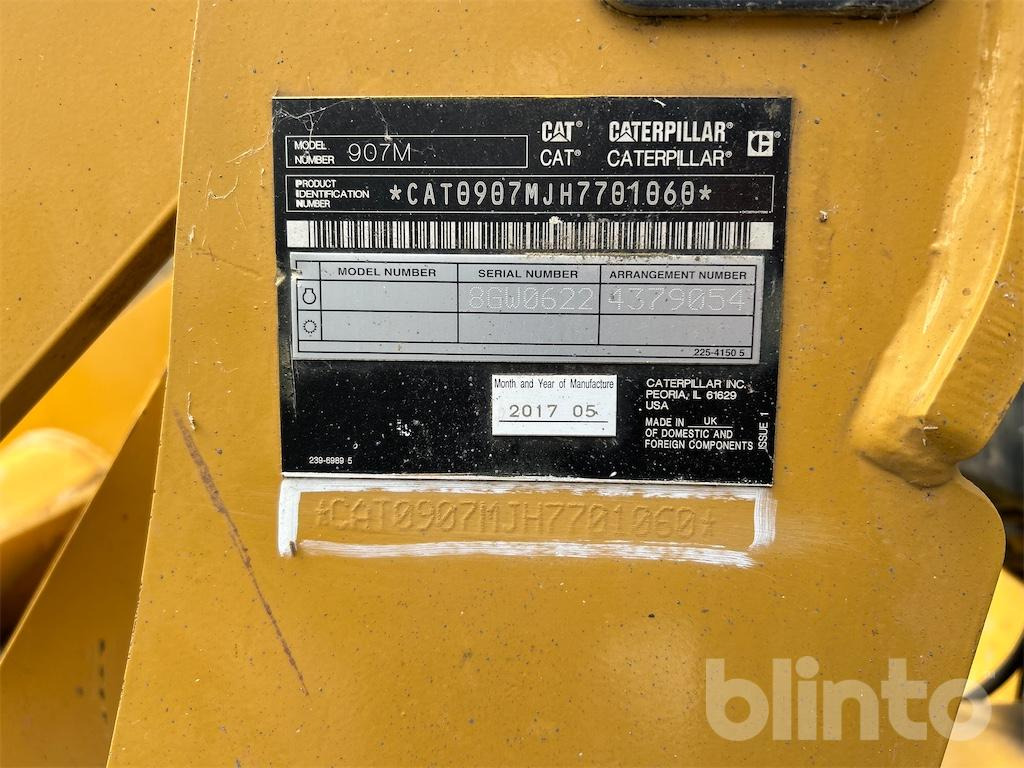 CAT® CATERPILLAR®
CAT® CATERPILLAR®
MODEL NUMBER 907M
PRODUCT IDENTIFICATION NUMBER *CAT0907MJH7701060*
MODEL NUMBER SERIAL NUMBER ARRANGEMENT NUMBER
8GW0622 4379054
225-4150 5
Month and Year of Manufacture
2017 05
CATERPILLAR INC.
PEORIA, IL 61629
USA
MADE IN UK
OF DOMESTIC AND
FOREIGN COMPONENTS
ISSUE 1
239-6989 5
*CAT0907MJH7701060*
blinto